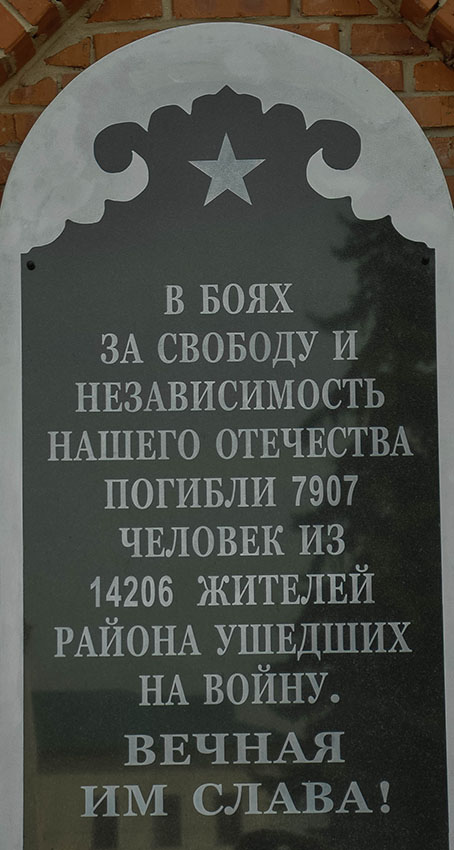 В БОЯХ
ЗА СВОБОДУ И
НЕЗАВИСИМОСТЬ
НАШЕГО ОТЕЧЕСТВА
ПОГИБЛИ 7907
ЧЕЛОВЕК ИЗ
14206 ЖИТЕЛЕЙ
РАЙОНА УШЕДШИХ
НА ВОЙНУ.
ВЕЧНАЯ
ИМ СЛАВА!